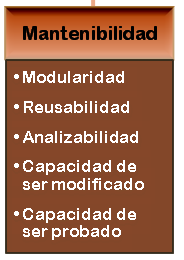 Mantenibilidad
• Modularidad
• Reusabilidad
• Analizabilidad
• Capacidad de
ser modificado
• Capacidad de
ser probado